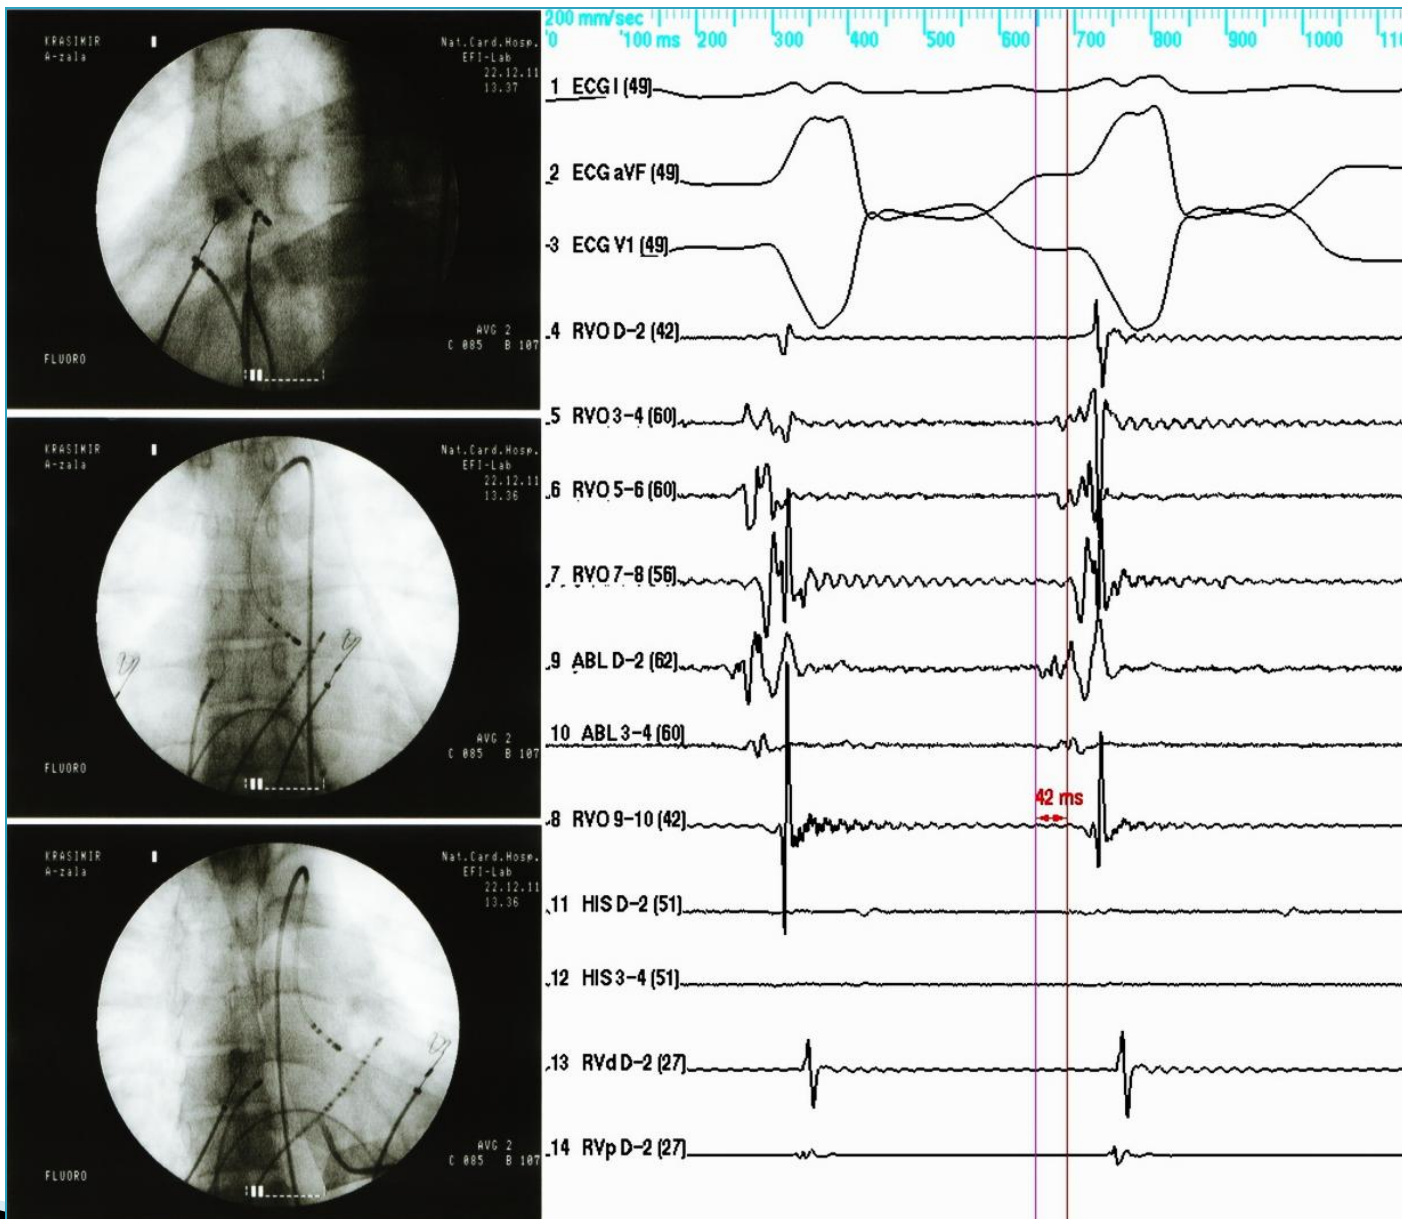 KRASIMIR
A-zala
Nat.Card.Hosp.
EFI-Lab
22.12.11
13.37
AVG 2
C 085 B 107
FLUORO
KRASIMIR
A-zala
Nat.Card.Hosp.
EFI-Lab
22.12.11
13.36
AVG 2
C 085 B 107
FLUORO
KRASIMIR
A-zala
Nat.Card.Hosp.
EFI-Lab
22.12.11
13.36
AVG 2
C 085 B 107
FLUORO
200 mm/sec
0 100 ms 200 300 400 500 600 700 800 900 1000
1 ECG I (49)
2 ECG aVF (49)
3 ECG V1 (49)
4 RVO D-2 (42)
5 RVO 3-4 (60)
6 RVO 5-6 (60)
7 RVO 7-8 (56)
9 ABL D-2 (62)
10 ABL 3-4 (60)
42 ms
8 RVO 9-10 (42)
11 HIS D-2 (51)
12 HIS 3-4 (51)
13 RVd D-2 (27)
14 RVp D-2 (27)